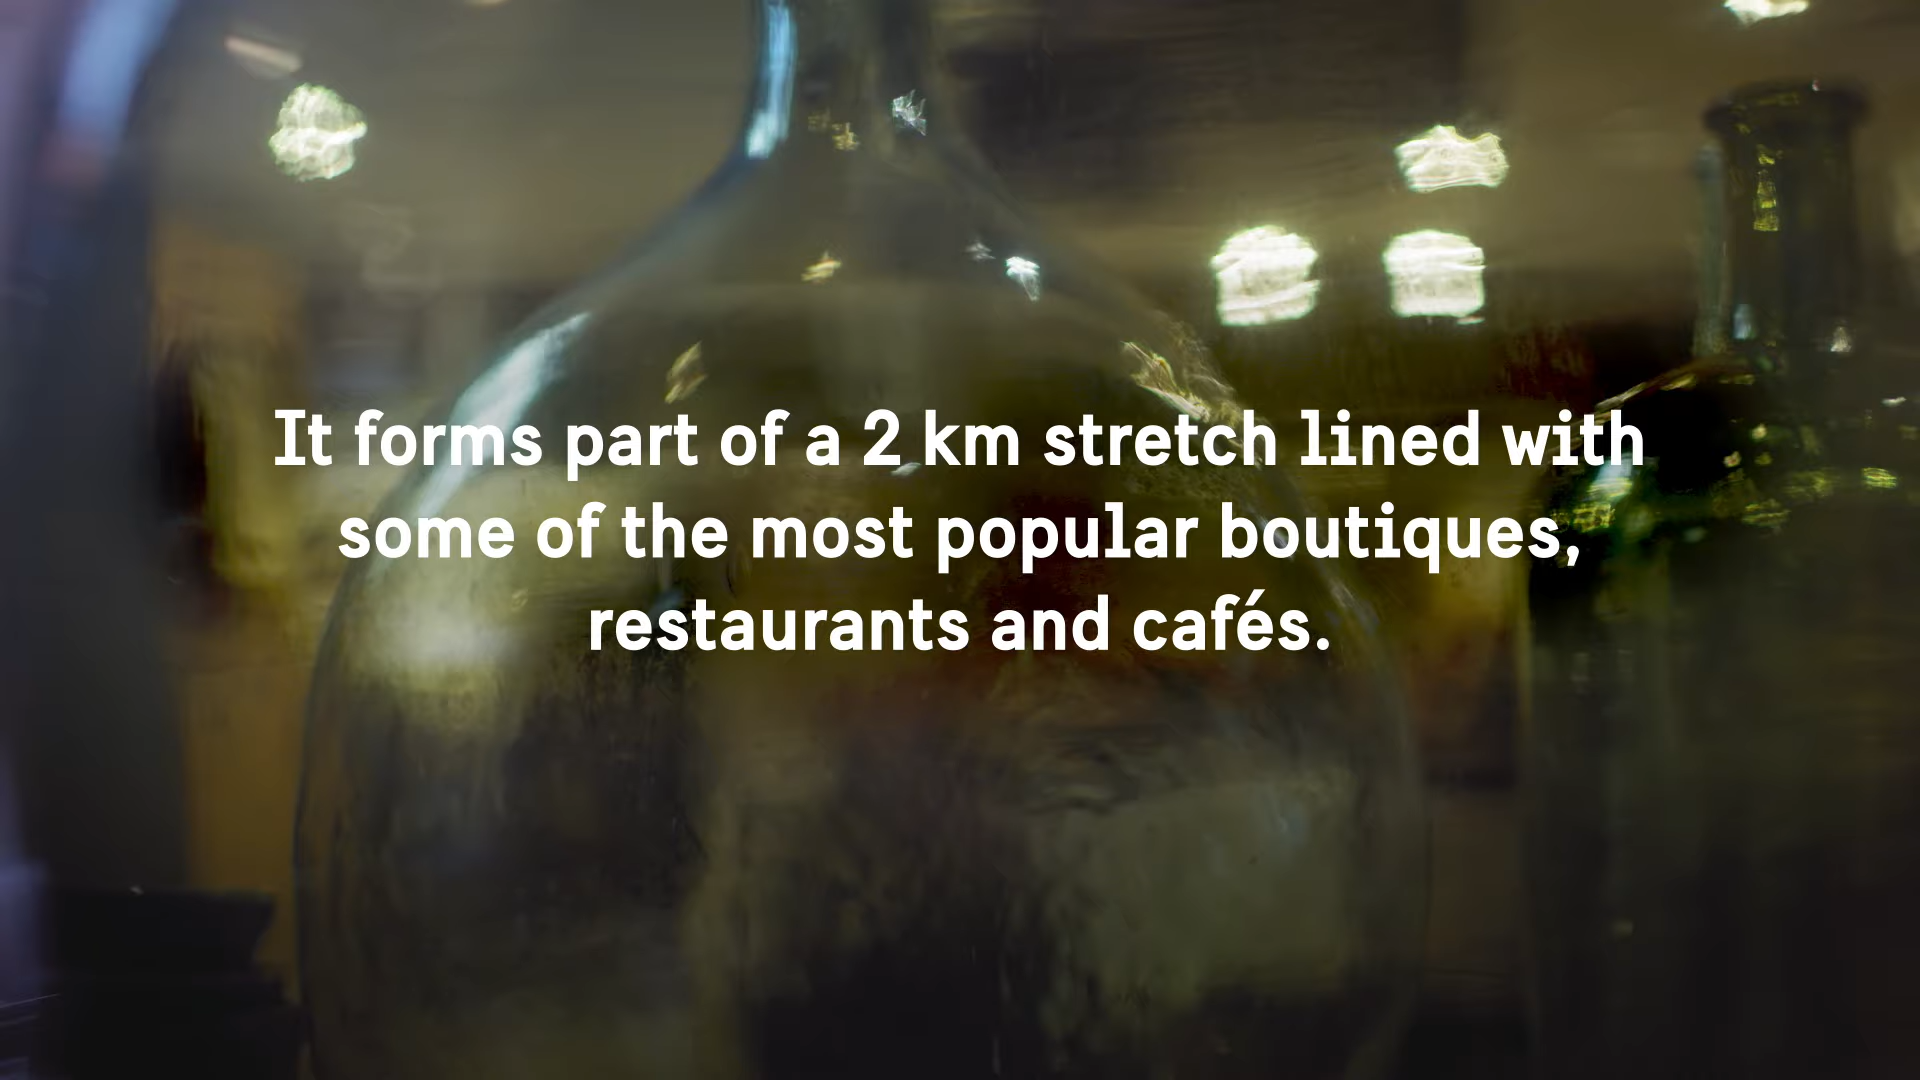 It forms part of a 2 km stretch lined with
some of the most popular boutiques,
restaurants and cafés.